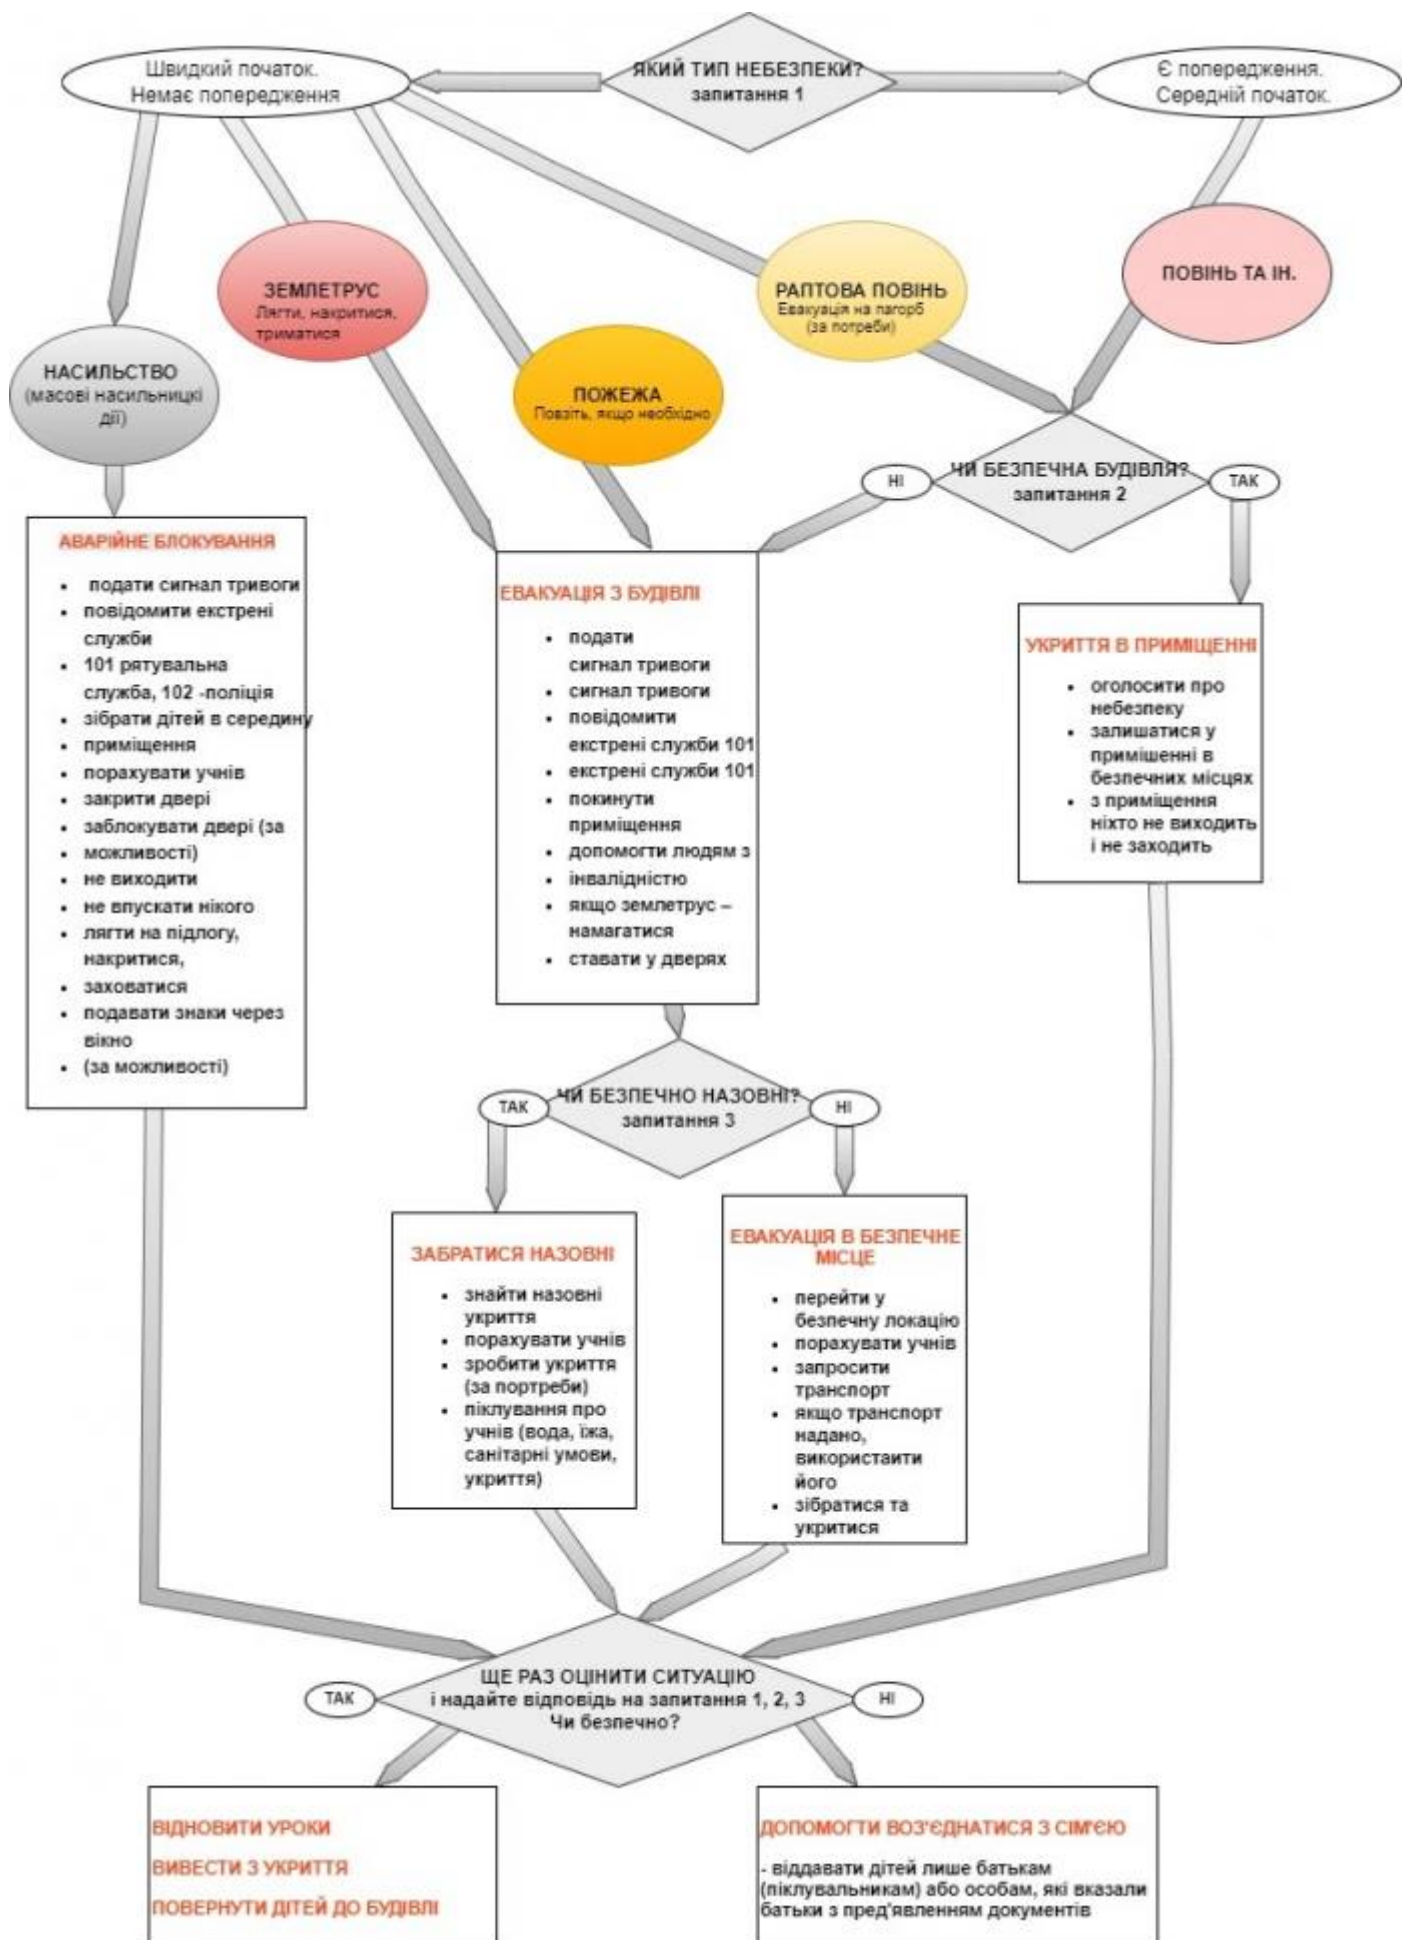 Швидкий початок.
Немає попередження
ЯКИЙ ТИП НЕБЕЗПЕКИ?
запитання 1
Є попередження.
Середній початок.
ЗЕМЛЕТРУС
Лягти, накритися,
триматися
РАПТОВА ПОВІНЬ
Евакуація на пагорб
(за потреби)
ПОВІНЬ ТА ІН.
НАСИЛЬСТВО
(масові насильницкі
дії)
ПОЖЕЖА
Повзіть, якщо необхідно
НІ
ЧИ БЕЗПЕЧНА БУДІВЛЯ?
запитання 2
ТАК
АВАРІЙНЕ БЛОКУВАННЯ
• подати сигнал тривоги
• повідомити екстрені
служби
• 101 рятувальна
служба, 102 -поліція
• зібрати дітей в середину
• приміщення
• порахувати учнів
• закрити двері
• заблокувати двері (за
• можливості)
• не виходити
• не впускати нікого
• лягти на підлогу,
накритися,
• заховатися
• подавати знаки через
вікно
• (за можливості)
ЕВАКУАЦІЯ З БУДІВЛІ
• подати
сигнал тривоги
• сигнал тривоги
• повідомити
екстрені служби 101
• екстрені служби 101
• покинути
приміщення
• допомогти людям з
• інвалідністю
• якщо землетрус –
намагатися
• ставати у дверях
УКРИТТЯ В ПРИМІЩЕННІ
• оголосити про
небезпеку
• залишатися у
примішенні в
безпечних місцях
• з приміщення
ніхто не виходить
і не заходить
ТАК
ЧИ БЕЗПЕЧНО НАЗОВНІ?
запитання 3
НІ
ЗАБРАТИСЯ НАЗОВНІ
• знайти назовні
укриття
• порахувати учнів
• зробити укриття
(за портреби)
• піклування про
учнів (вода, їжа,
санітарні умови,
укриття)
ЕВАКУАЦІЯ В БЕЗПЕЧНЕ
МІСЦЕ
• перейти у
безпечну локацію
• порахувати учнів
• запросити
транспорт
• якщо транспорт
надано,
використаити
його
• зібратися та
укритися
ТАК
ЩЕ РАЗ ОЦІНИТИ СИТУАЦІЮ
і надайте відповідь на запитання 1, 2, 3
Чи безпечно?
НІ
ВІДНОВИТИ УРОКИ
ВИВЕСТИ З УКРИТТЯ
ПОВЕРНУТИ ДІТЕЙ ДО БУДІВЛІ
ДОПОМОГТИ ВОЗ'ЄДНАТИСЯ З СІМ'ЄЮ
- віддавати дітей лише батькам
(піклувальникам) або особам, які вказали
батьки з пред'явленням документів